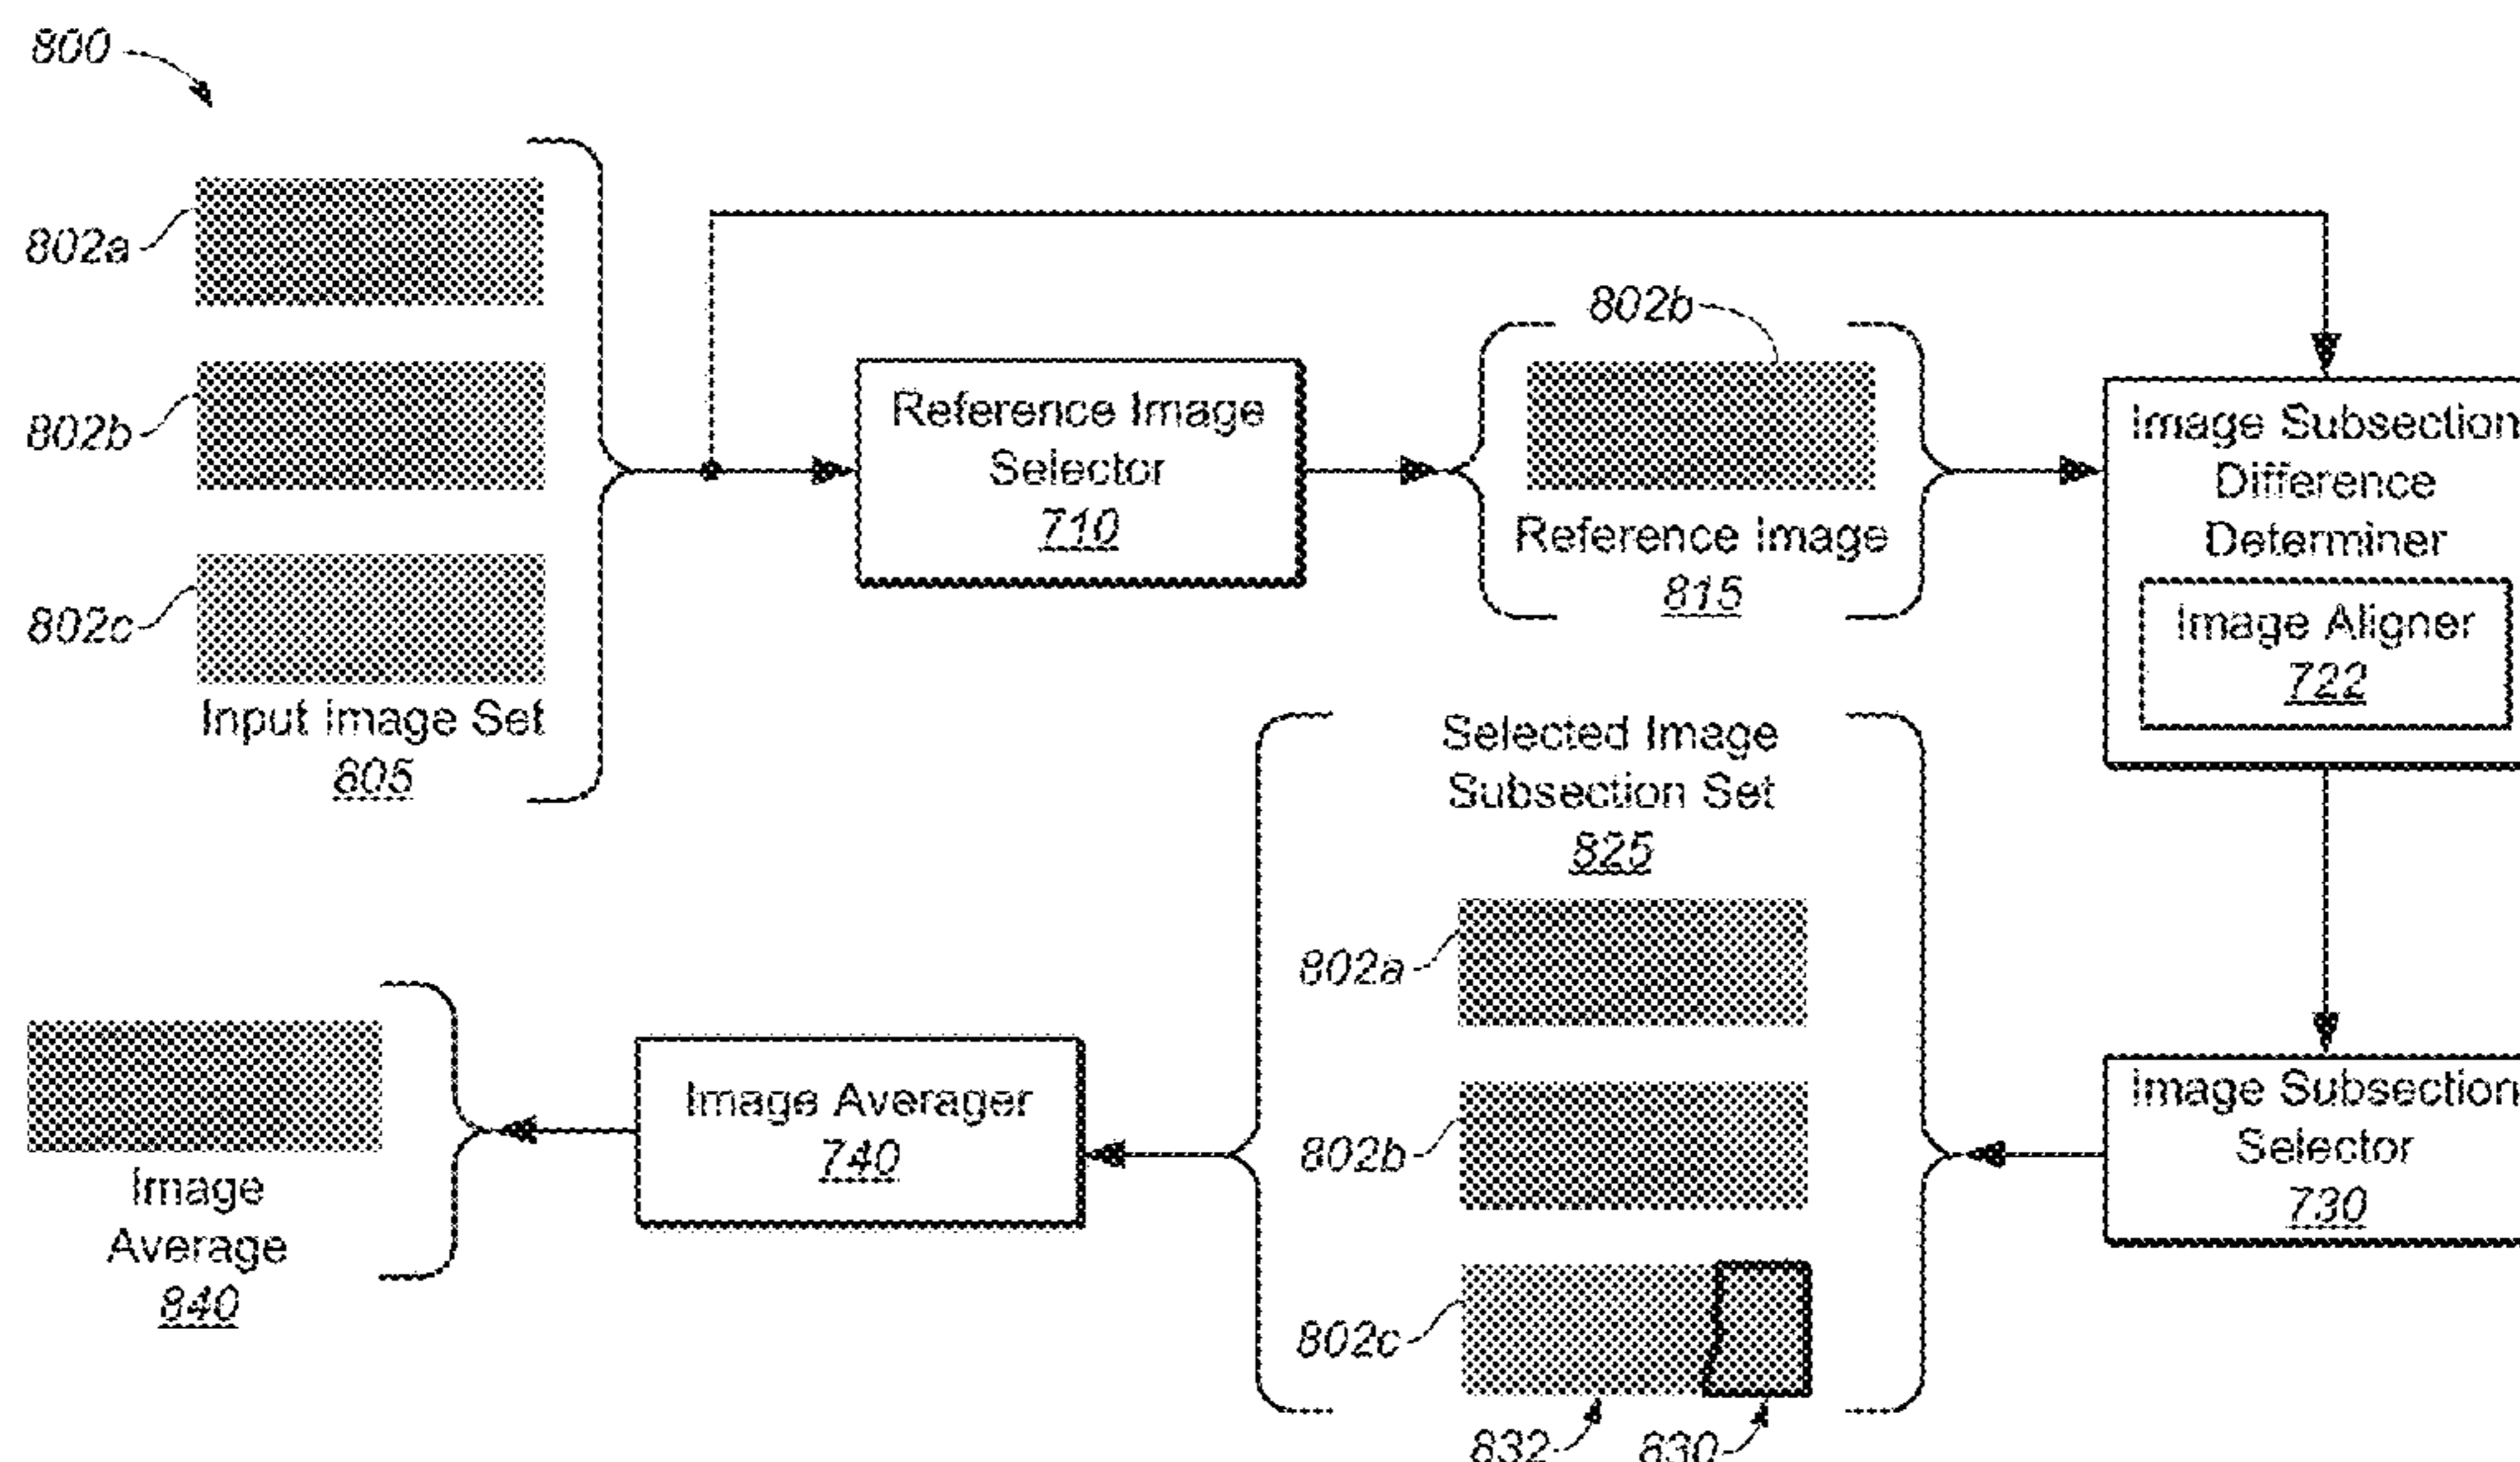 800
802a
802b
802c
Input Image Set
805
Reference Image
Selector
710
802b
Reference Image
815
Image Subsection
Difference
Determiner
Image Aligner
722
Selected Image
Subsection Set
825
802a
802b
802c
832 830
Image Subsection
Selector
730
Image Averager
740
Image
Average
840